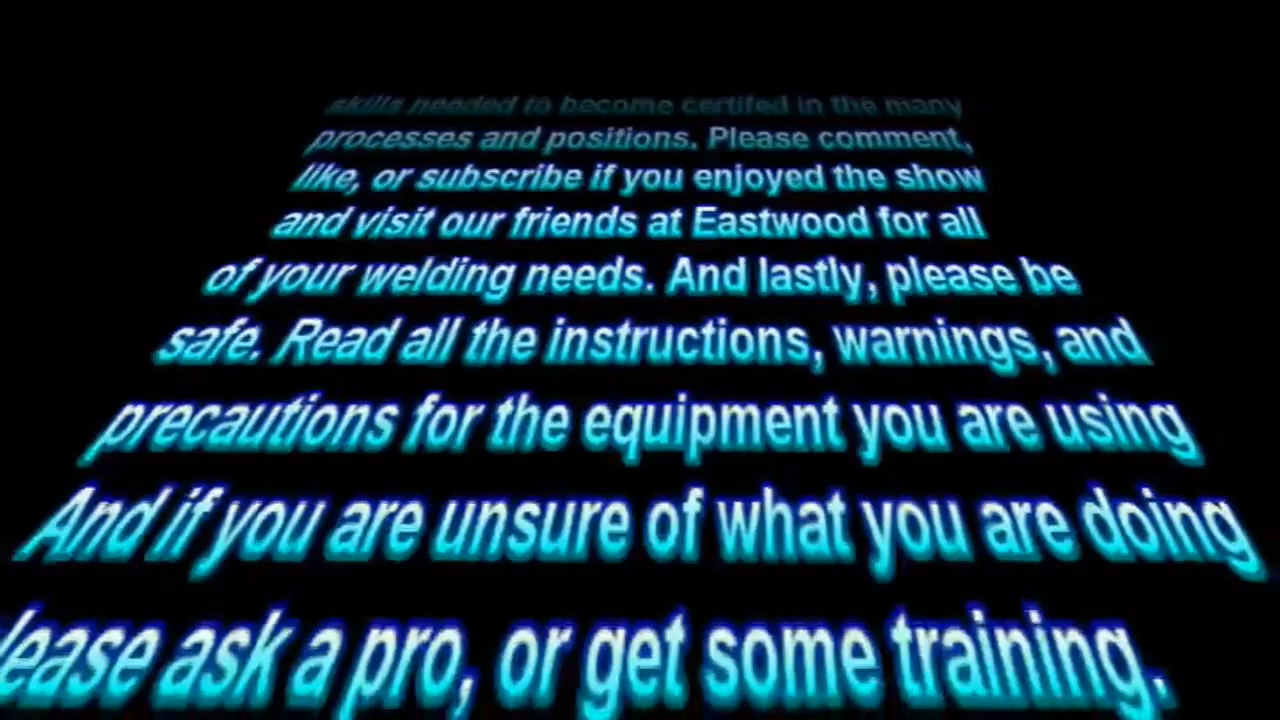 skills needed to become certifed in the many
processes and positions. Please comment,
like, or subscribe if you enjoyed the show
and visit our friends at Eastwood for all
of your welding needs. And lastly, please be
safe. Read all the instructions, warnings, and
precautions for the equipment you are using
And if you are unsure of what you are doing
lease ask a pro, or get some training.